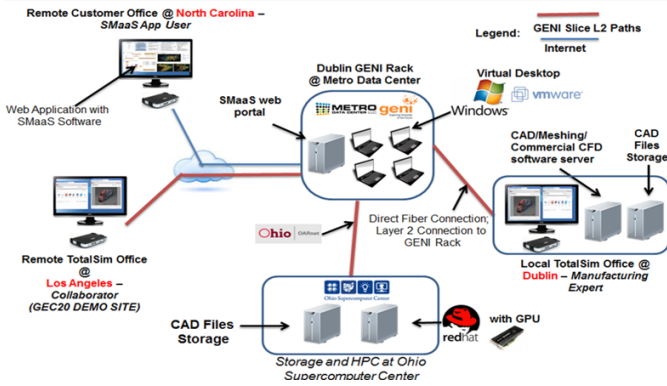 Remote Customer Office @ North Carolina –
SMaaS App User
Legend:
GENI Slice L2 Paths
Internet
Dublin GENI Rack
@ Metro Data Center
Virtual Desktop
Windows
vmware
SMaaS web
portal
METRO
DATA CENTER
geni
Web Application with
SMaaS Software
CAD/Meshing/
Commercial CFD
software server
CAD
Files
Storage
Direct Fiber Connection;
Layer 2 Connection to
GENI Rack
Ohio
OARnet
Remote TotalSim Office
@
Los Angeles –
Collaborator
(GEC20 DEMO SITE)
Local TotalSim Office @
Dublin – Manufacturing
Expert
Ohio Supercomputer Center
CAD Files
Storage
redhat
with GPU
Storage and HPC at Ohio
Supercomputer Center